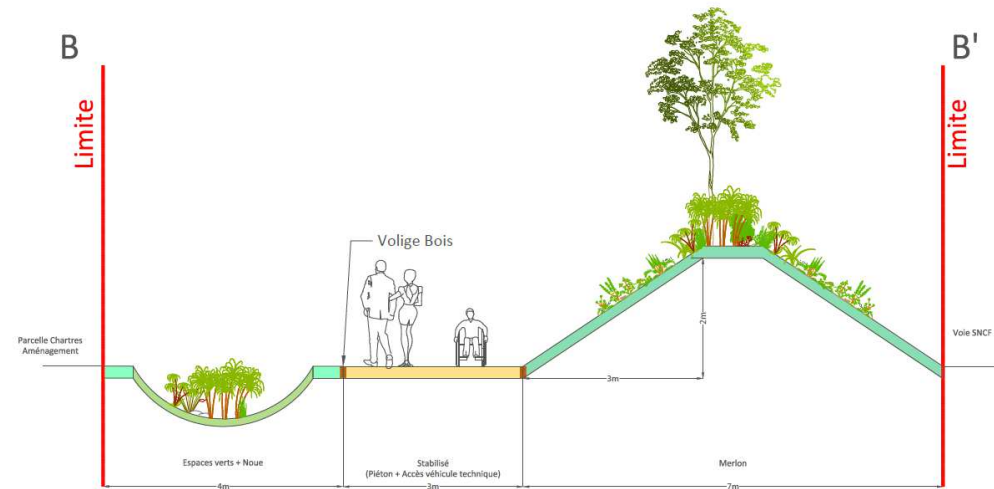 B
B'
Limite
Limite
Volige Bois
Parcelle Chartres
Aménagement
Voie SNCF
2m
3m
Espaces verts + Noue
Stabilisé
(Piéton + Accès véhicule technique)
Merlon
4m
3m
7m